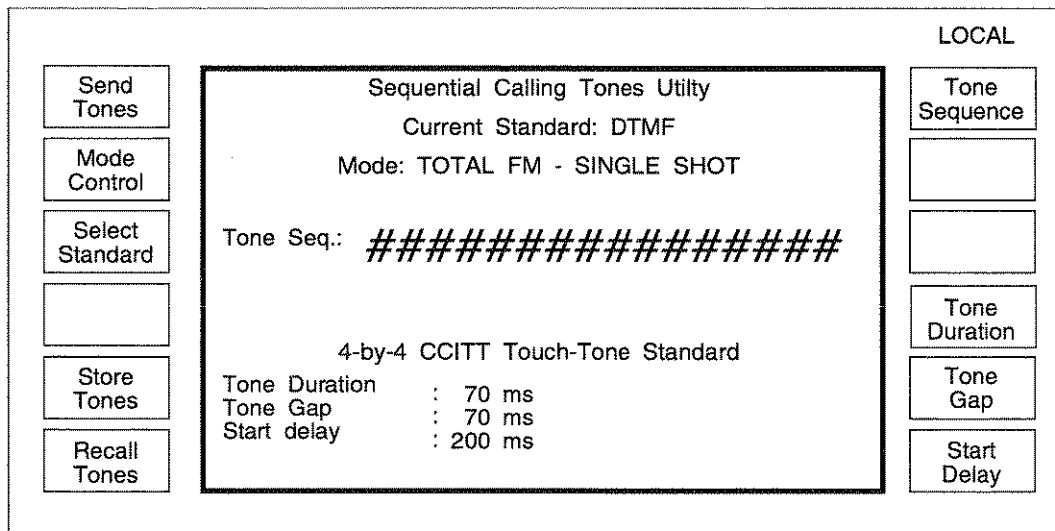 LOCAL
Send
Tones
Mode
Control
Select
Standard
Store
Tones
Recall
Tones
Sequential Calling Tones Utilty
Current Standard: DTMF
Mode: TOTAL FM - SINGLE SHOT
Tone Seq.: ################
4-by-4 CCITT Touch-Tone Standard
Tone Duration : 70 ms
Tone Gap : 70 ms
Start delay : 200 ms
Tone
Sequence
Tone
Duration
Tone
Gap
Start
Delay